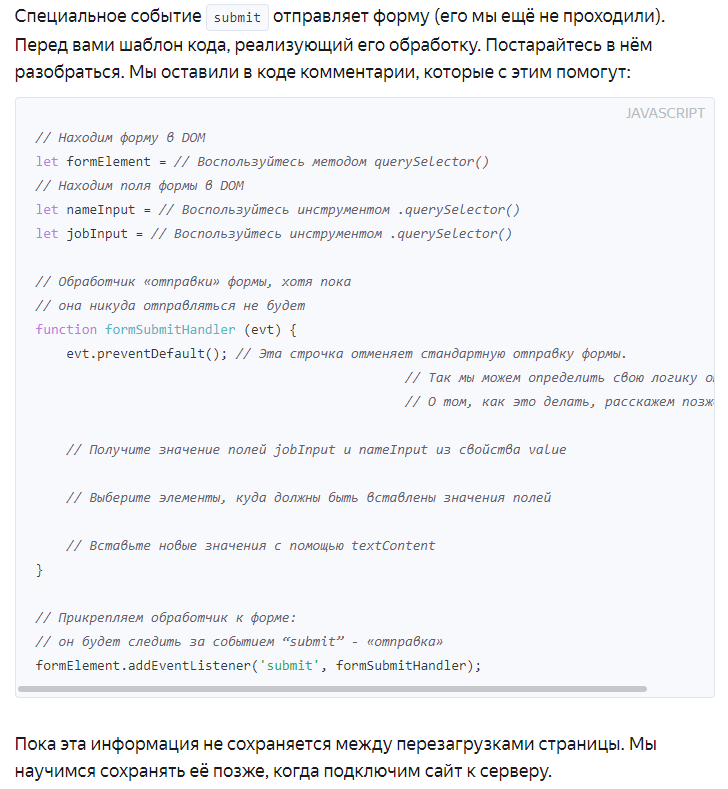 Специальное событие submit отправляет форму (его мы ещё не проходили).
Перед вами шаблон кода, реализующий его обработку. Постарайтесь в нём
разобраться. Мы оставили в коде комментарии, которые с этим помогут:
JAVASCRIPT
// Находим форму в DOM
let formElement = // Воспользуйтесь методом querySelector()
// Находим поля формы в DOM
let nameInput = // Воспользуйтесь инструментом .querySelector()
let jobInput = // Воспользуйтесь инструментом .querySelector()
// Обработчик «отправки» формы, хотя пока
// она никуда отправляться не будет
function formSubmitHandler (evt) {
evt.preventDefault(); // Эта строчка отменяет стандартную отправку формы.
// Так мы можем определить свою логику
// О том, как это делать, расскажем
// Получите значение полей jobInput и nameInput из свойства value
// Выберите элементы, куда должны быть вставлены значения полей
// Вставьте новые значения с помощью textContent
}
// Прикрепляем обработчик к форме:
// он будет следить за событием “submit” - «отправка»
formElement.addEventListener('submit', formSubmitHandler);
Пока эта информация не сохраняется между перезагрузками страницы. Мы
научимся сохранять её позже, когда подключим сайт к серверу.